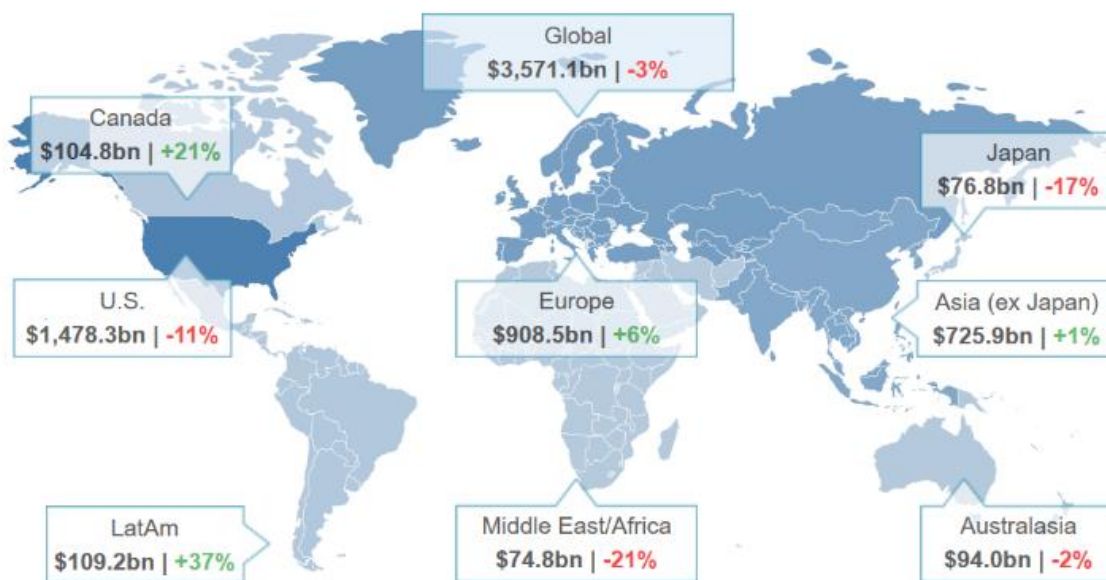 Global
$3,571.1bn | -3%
Canada
$104.8bn | +21%
Japan
$76.8bn | -17%
U.S.
$1,478.3bn | -11%
Europe
$908.5bn | +6%
Asia (ex Japan)
$725.9bn | +1%
LatAm
$109.2bn | +37%
Middle East/Africa
$74.8bn | -21%
Australasia
$94.0bn | -2%